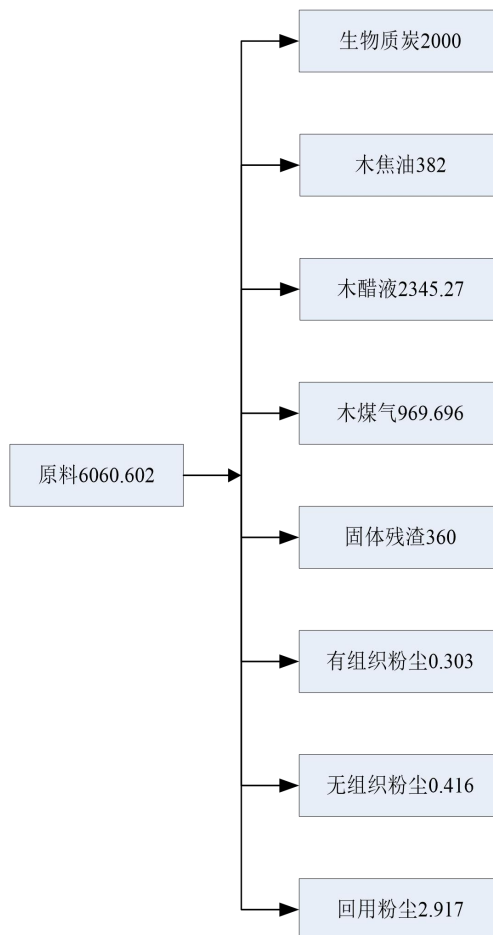 生物质炭2000
木焦油382
木醋液2345.27
木煤气969.696
原料6060.602
固体残渣360
有组织粉尘0.303
无组织粉尘0.416
回用粉尘2.917